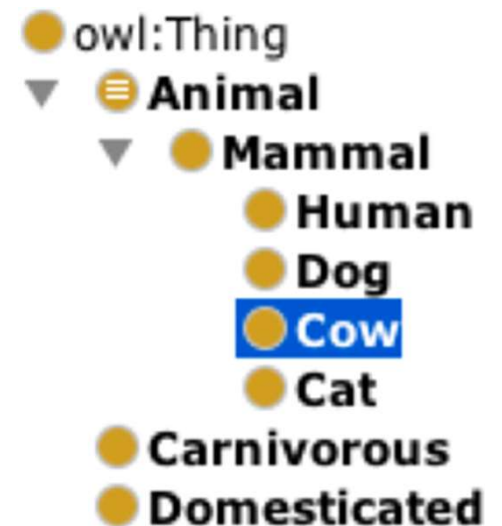 owl:Thing
Animal
Mammal
Human
Dog
Cow
Cat
Carnivorous
Domesticated